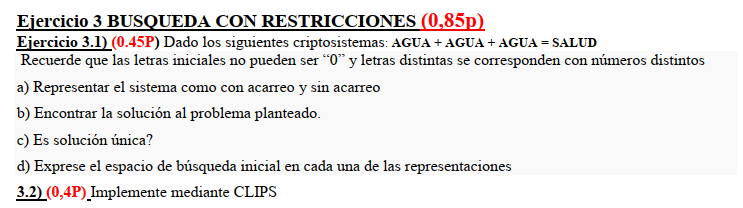 Ejercicio 3 BUSQUEDA CON RESTRICCIONES (0,85p)
Ejercicio 3.1) (0.45P) Dado los siguientes criptosistemas: AGUA + AGUA + AGUA = SALUD
Recuerde que las letras iniciales no pueden ser “0” y letras distintas se corresponden con números distintos
a) Representar el sistema como con acarreo y sin acarreo
b) Encontrar la solución al problema planteado.
c) Es solución única?
d) Exprese el espacio de búsqueda inicial en cada una de las representaciones
3.2) (0,4P) Implemente mediante CLIPS